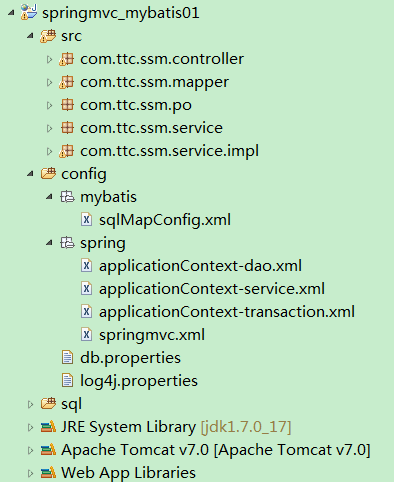 springmvc_mybatis01
src
com.ttc.ssm.controller
com.ttc.ssm.mapper
com.ttc.ssm.po
com.ttc.ssm.service
com.ttc.ssm.service.impl
config
mybatis
sqlMapConfig.xml
spring
applicationContext-dao.xml
applicationContext-service.xml
applicationContext-transaction.xml
springmvc.xml
db.properties
log4j.properties
sql
JRE System Library [jdk1.7.0_17]
Apache Tomcat v7.0 [Apache Tomcat v7.0]
Web App Libraries